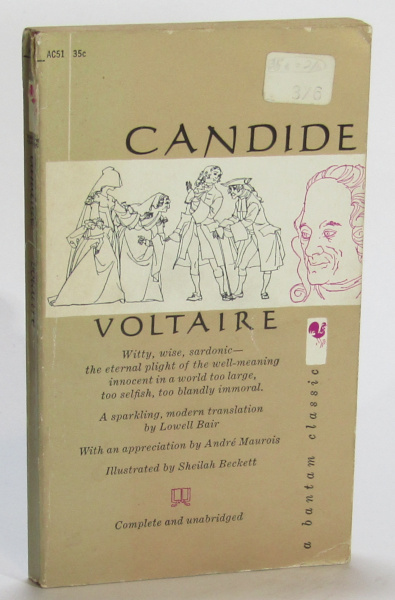 AC51 35c
3/6
CANDIDE
VOLTAIRE
Witty, wise, sardonic—
the eternal plight of the well-meaning
innocent in a world too large,
too selfish, too blandly immoral.
A sparkling, modern translation
by Lowell Bair
With an appreciation by André Maurois
Illustrated by Sheilah Beckett
Complete and unabridged
a bantam classic